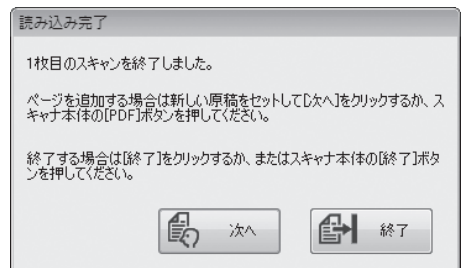 読み込み完了
1枚目のスキャンを終了しました。
ページを追加する場合は新しい原稿をセットして[次へ]をクリックするか、ス
キャナ本体の[PDF]ボタンを押してください。
終了する場合は[終了]をクリックするか、またはスキャナ本体の[終了]ボタ
ンを押してください。
次へ
終了